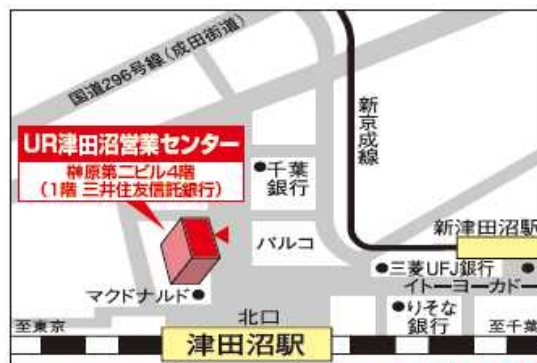 国道296号線(成田街道)
新京成線
UR津田沼営業センター
榊原第二ビル4階
(1階 三井住友信託銀行)
千葉
銀行
パルコ
新津田沼駅
三菱UFJ銀行
イトーヨーカドー
マクドナルド
りそな
銀行
北口
至東京
至千葉
津田沼駅